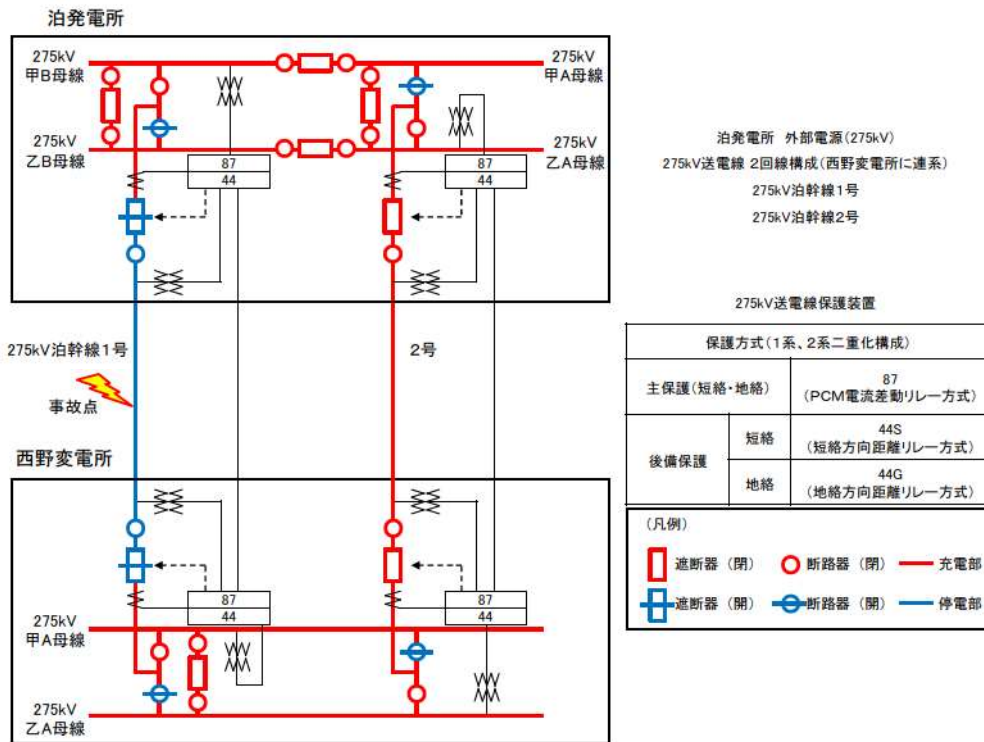 泊発電所
275kV
甲B母線
275kV
甲A母線
275kV
乙B母線
275kV
乙A母線
87
44
87
44
275kV泊幹線1号
2号
事故点
西野変電所
87
44
87
44
275kV
甲A母線
275kV
乙A母線
泊発電所 外部電源(275kV)
275kV送電線 2回線構成(西野変電所に連系)
275kV泊幹線1号
275kV泊幹線2号
275kV送電線保護装置
保護方式(1系、2系二重化構成)
主保護(短絡・地絡)
87
(PCM電流差動リレー方式)
後備保護
短絡
44S
(短絡方向距離リレー方式)
地絡
44G
(地絡方向距離リレー方式)
(凡例)
遮断器(閉) 断路器(閉) 充電部
遮断器(開) 断路器(開) 停電部